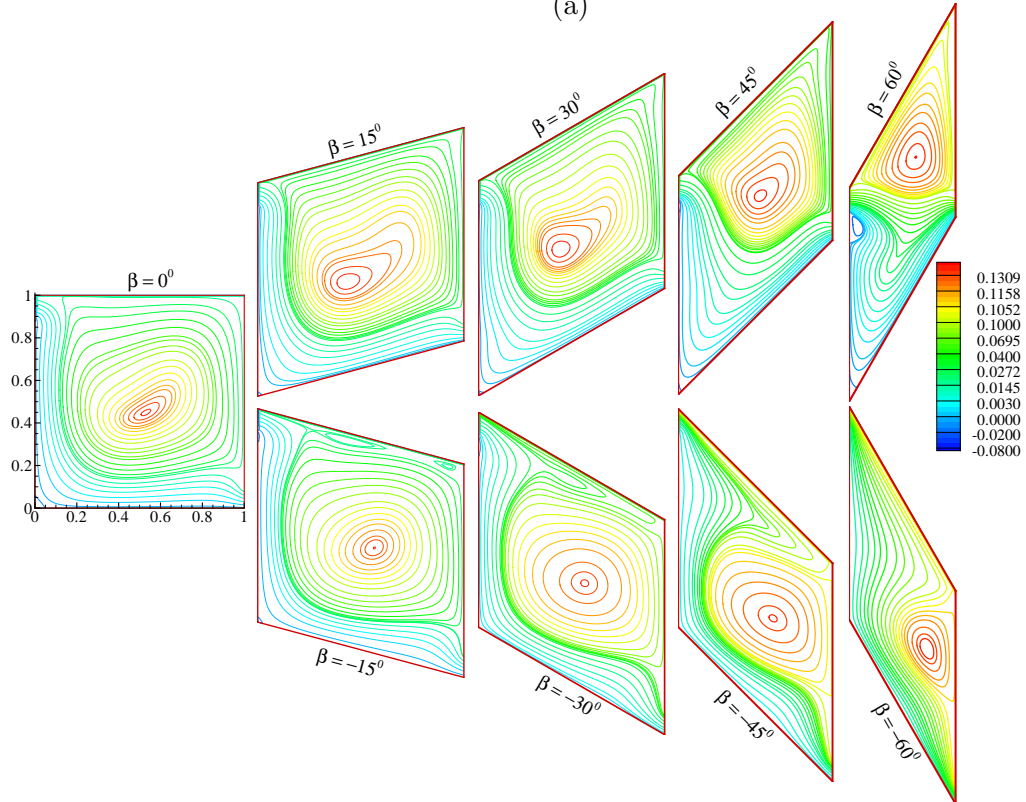 (a)
β = 15⁰
β = 30⁰
β = 45⁰
β = 60⁰
β = 0⁰
1
0.8
0.6
0.4
0.2
0
0 0.2 0.4 0.6 0.8 1
0.1309
0.1158
0.1052
0.1000
0.0695
0.0400
0.0272
0.0145
0.0030
0.0000
-0.0200
-0.0800
β = −15⁰
β = −30⁰
β = −45⁰
β = −60⁰